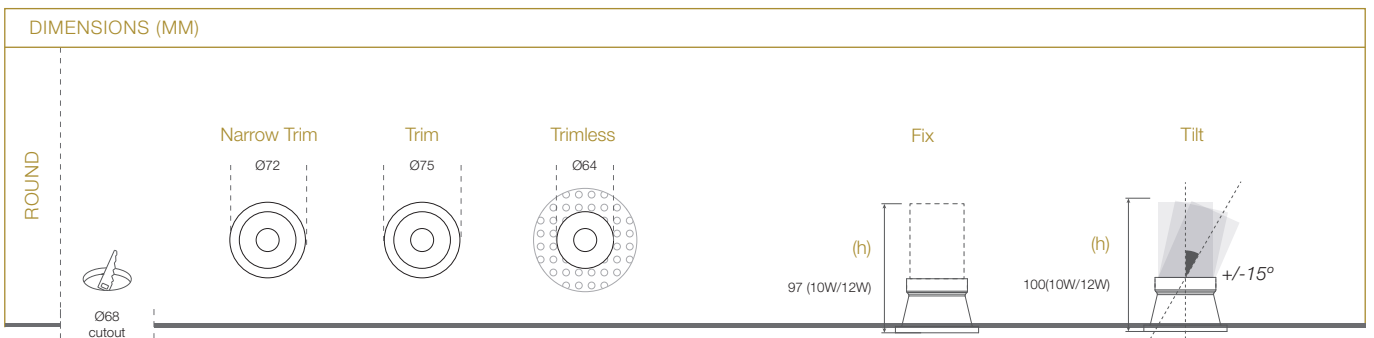 DIMENSIONS (MM)
ROUND
Narrow Trim
Trim
Trimless
Fix
Tilt
Ø72
Ø75
Ø64
(h)
97 (10W/12W)
(h)
100(10W/12W)
+/-15º
Ø68
cutout